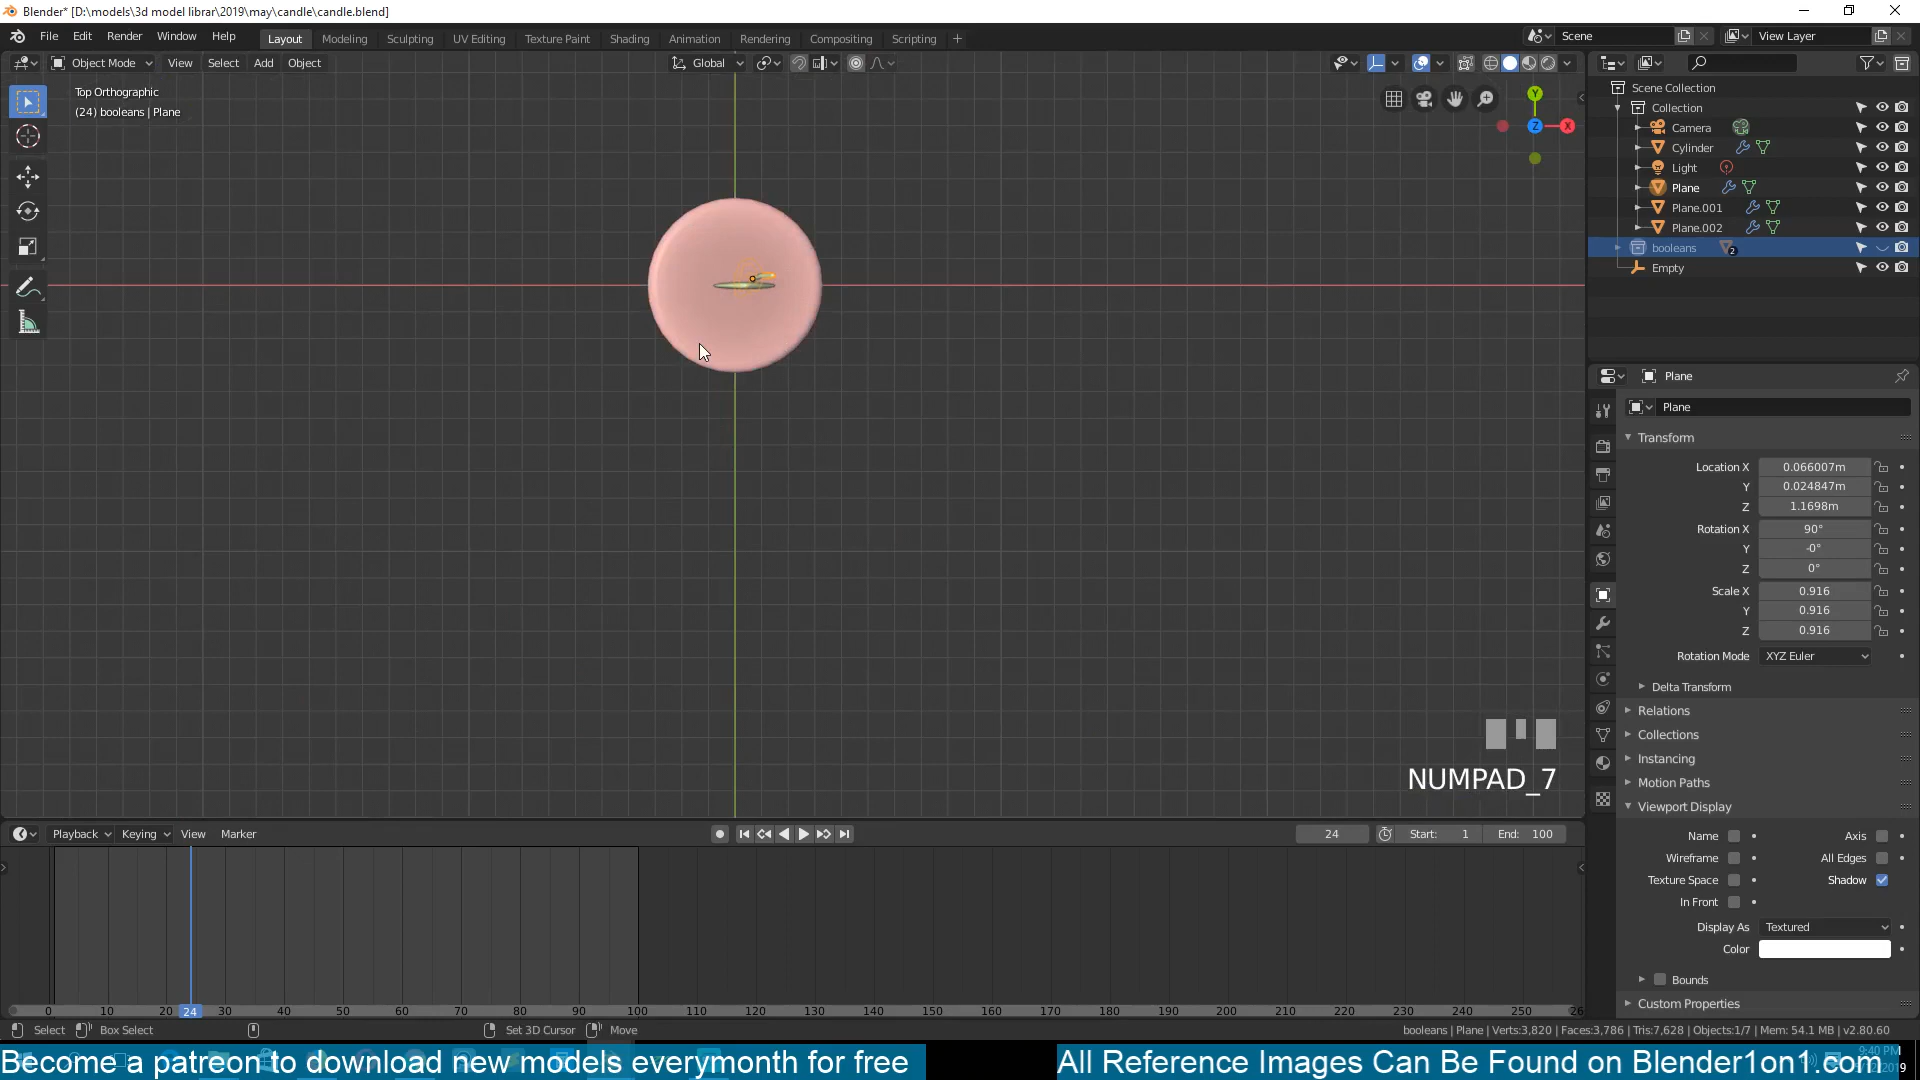 Blender* [D:\models\3d model librar\2019\may\candle\candle.blend]
File Edit Render Window Help Layout Modeling Sculpting UV Editing Texture Paint Shading Animation Rendering Compositing Scripting + Scene View Layer
Object Mode View Select Add Object Global
Top Orthographic
(24) booleans | Plane
Y
Z X
Scene Collection
Collection
Camera
Cylinder
Light
Plane
Plane.001
Plane.002
booleans 2
Empty
Plane
Plane
Transform
Location X 0.066007m
Y 0.024847m
Z 1.1698m
Rotation X 90°
Y -0°
Z 0°
Scale X 0.916
Y 0.916
Z 0.916
Rotation Mode XYZ Euler
Delta Transform
Relations
Collections
Instancing
Motion Paths
Viewport Display
Name Axis
Wireframe All Edges
Texture Space Shadow
In Front
Display As Textured
Color
Bounds
Custom Properties
NUMPAD_7
Playback Keying View Marker 24 Start: 1 End: 100
0 10 20 24 30 40 50 60 70 80 90 100 110 120 130 140 150 160 170 180 190 200 210 220 230 240 250 26
Select Box Select Set 3D Cursor Move booleans | Plane | Verts:3,820 | Faces:3,786 | Tris:7,628 | Objects:1/7 | Mem: 54.1 MB | v2.80.60
Become a patreon to download new models everymonth for free All Reference Images Can Be Found on Blender1on1.com
9:40 PM